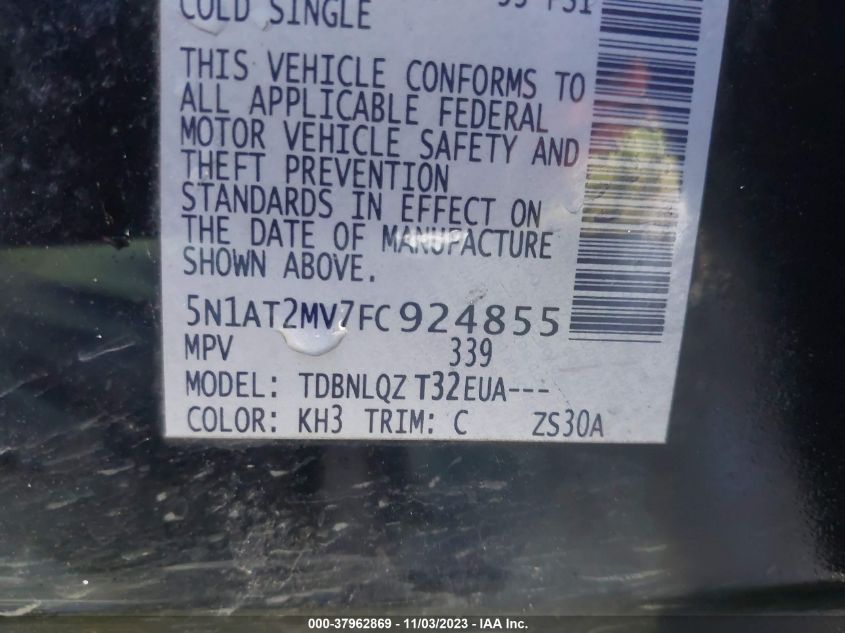 COLD SINGLE
THIS VEHICLE CONFORMS TO
ALL APPLICABLE FEDERAL
MOTOR VEHICLE SAFETY AND
THEFT PREVENTION
STANDARDS IN EFFECT ON
THE DATE OF MANUFACTURE
SHOWN ABOVE.
5N1AT2MV7FC924855
MPV 339
MODEL: TDBNLQZ T32EUA---
COLOR: KH3 TRIM: C ZS30A
000-37962869 - 11/03/2023 - IAA Inc.